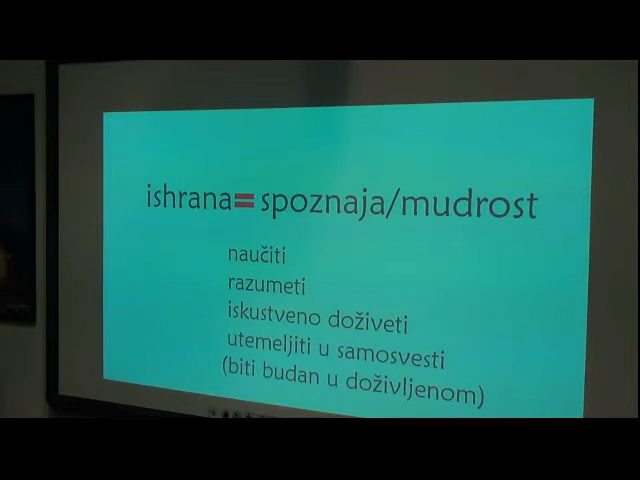 ishrana=spoznaja/mudrost
naučiti
razumeti
iskustveno doživeti
utemeljiti u samosvesti
(biti budan u doživljenom)